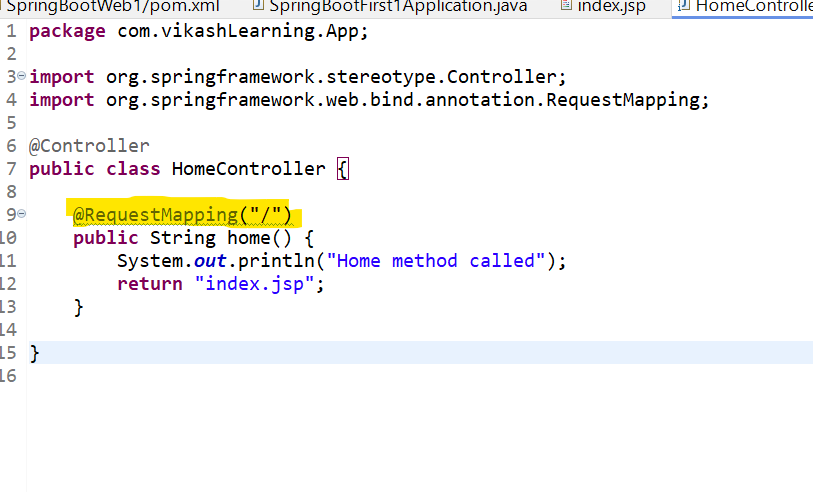 SpringBootWeb1/pom.xml SpringBootFirst1Application.java index.jsp HomeControlle
1 package com.vikashLearning.App;
2
3 import org.springframework.stereotype.Controller;
4 import org.springframework.web.bind.annotation.RequestMapping;
5
6 @Controller
7 public class HomeController {
8
9 @RequestMapping("/")
10 public String home() {
11 System.out.println("Home method called");
12 return "index.jsp";
13 }
14
15 }
16